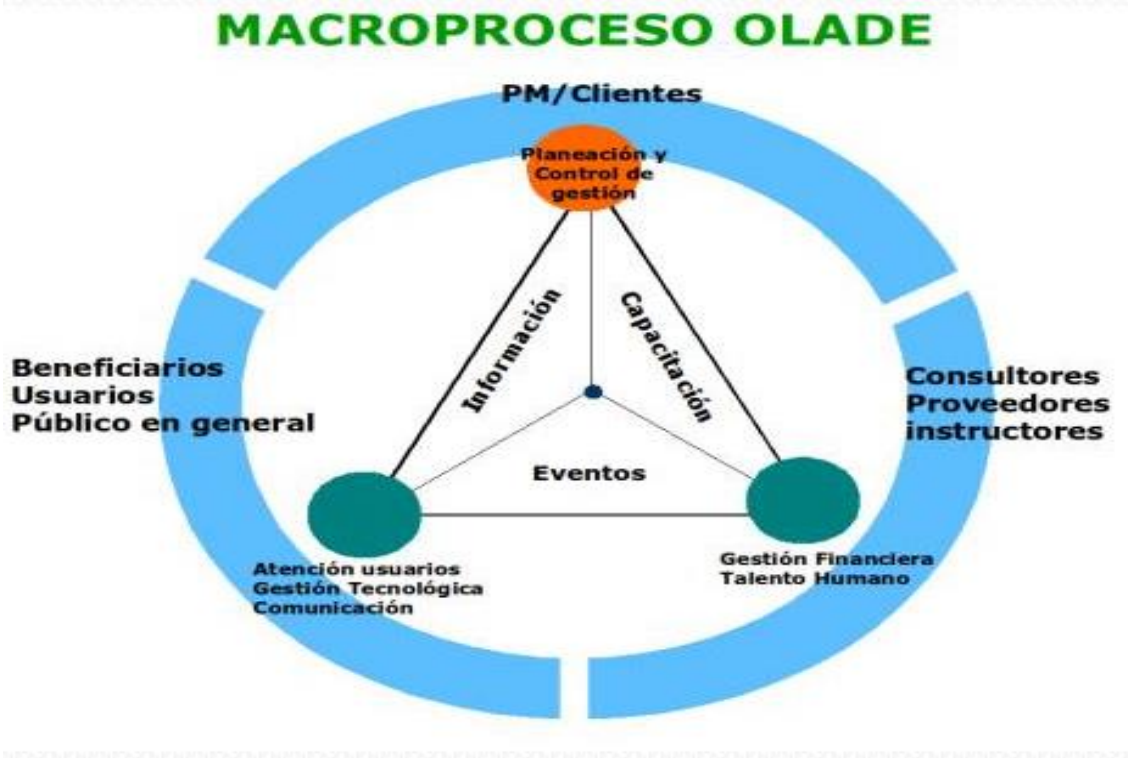 MACROPROCESO OLADE
PM/Clientes
Planeación y
Control de
gestión
Información
Capacitación
Beneficiarios
Usuarios
Público en general
Consultores
Proveedores
instructores
Eventos
Atención usuarios
Gestión Tecnológica
Comunicación
Gestión Financiera
Talento Humano